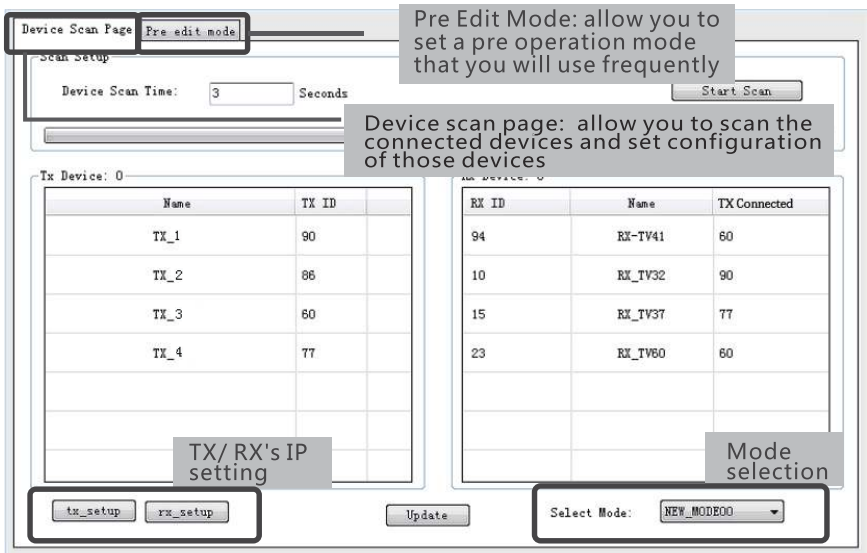 Device Scan Page
Pre edit mode
Pre Edit Mode: allow you to
set a pre operation mode
that you will use frequently
Scan Setup
Device Scan Time: 3 Seconds
Start Scan
Device scan page: allow you to scan the
connected devices and set configuration
of those devices
Tx Device: 0
Name TX ID
TX_1 90
TX_2 86
TX_3 60
TX_4 77
Rx Device: 0
RX ID Name TX Connected
94 RX-TV41 60
10 RX_TV32 90
15 RX_TV37 77
23 RX_TV60 60
TX/ RX's IP
setting
Mode
selection
tx_setup rx_setup
Update
Select Mode: NEW_MODE00